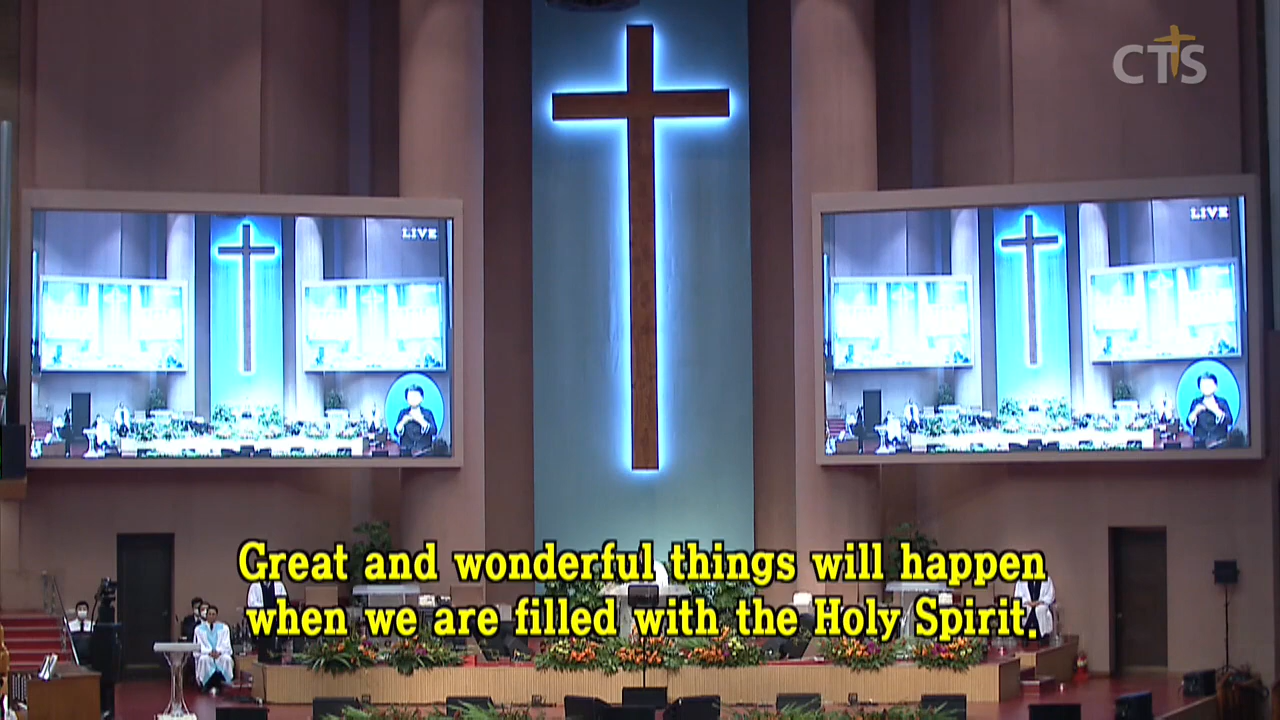 CTS
LIVE
LIVE
Great and wonderful things will happen
when we are filled with the Holy Spirit.